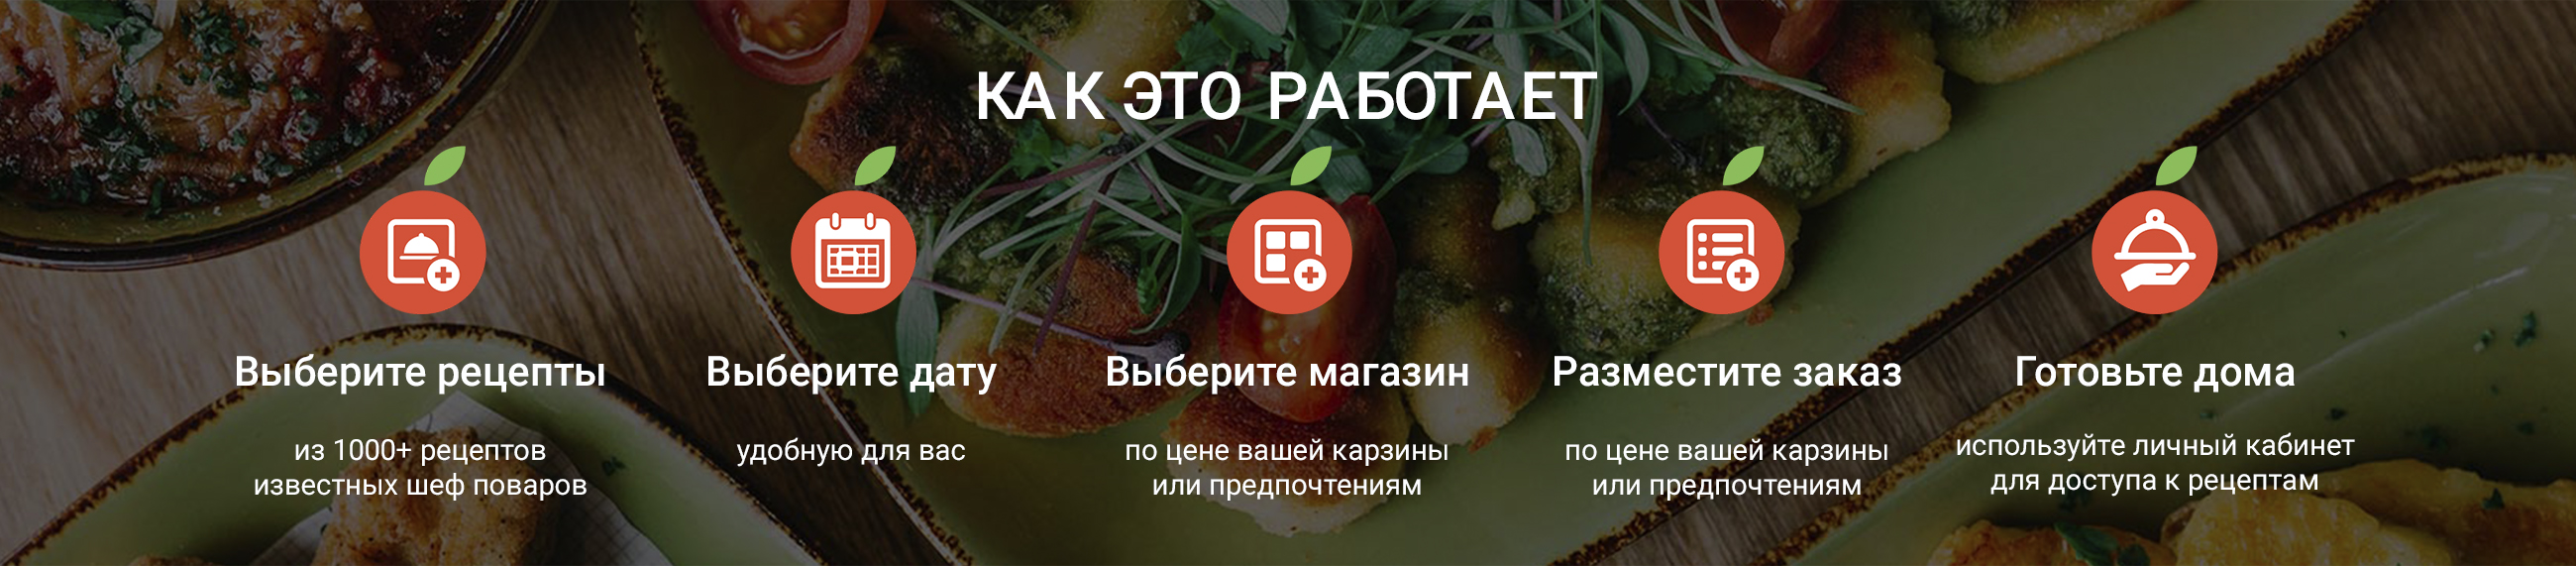 КАК ЭТО РАБОТАЕТ
Выберите рецепты
из 1000+ рецептов
известных шеф поваров
Выберите дату
удобную для вас
Выберите магазин
по цене вашей карзины
или предпочтениям
Разместите заказ
по цене вашей карзины
или предпочтениям
Готовьте дома
используйте личный кабинет
для доступа к рецептам